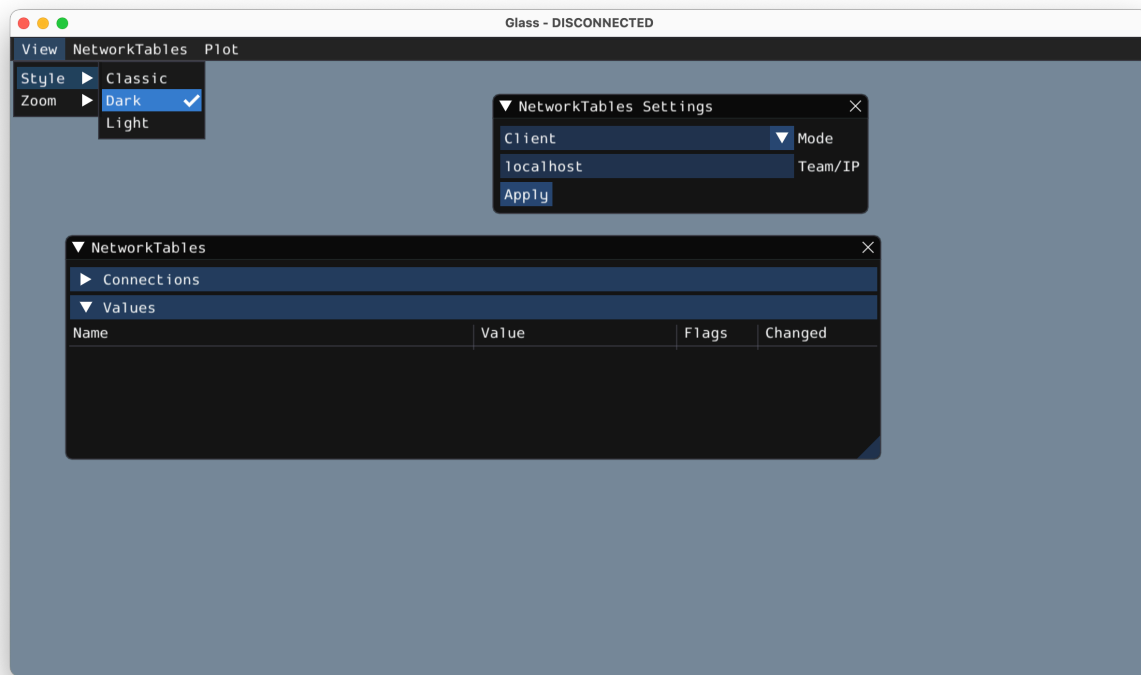 Glass - DISCONNECTED
View NetworkTables Plot
Style Classic
Zoom Dark
Light
NetworkTables Settings
Client Mode
localhost Team/IP
Apply
NetworkTables
Connections
Values
Name Value Flags Changed